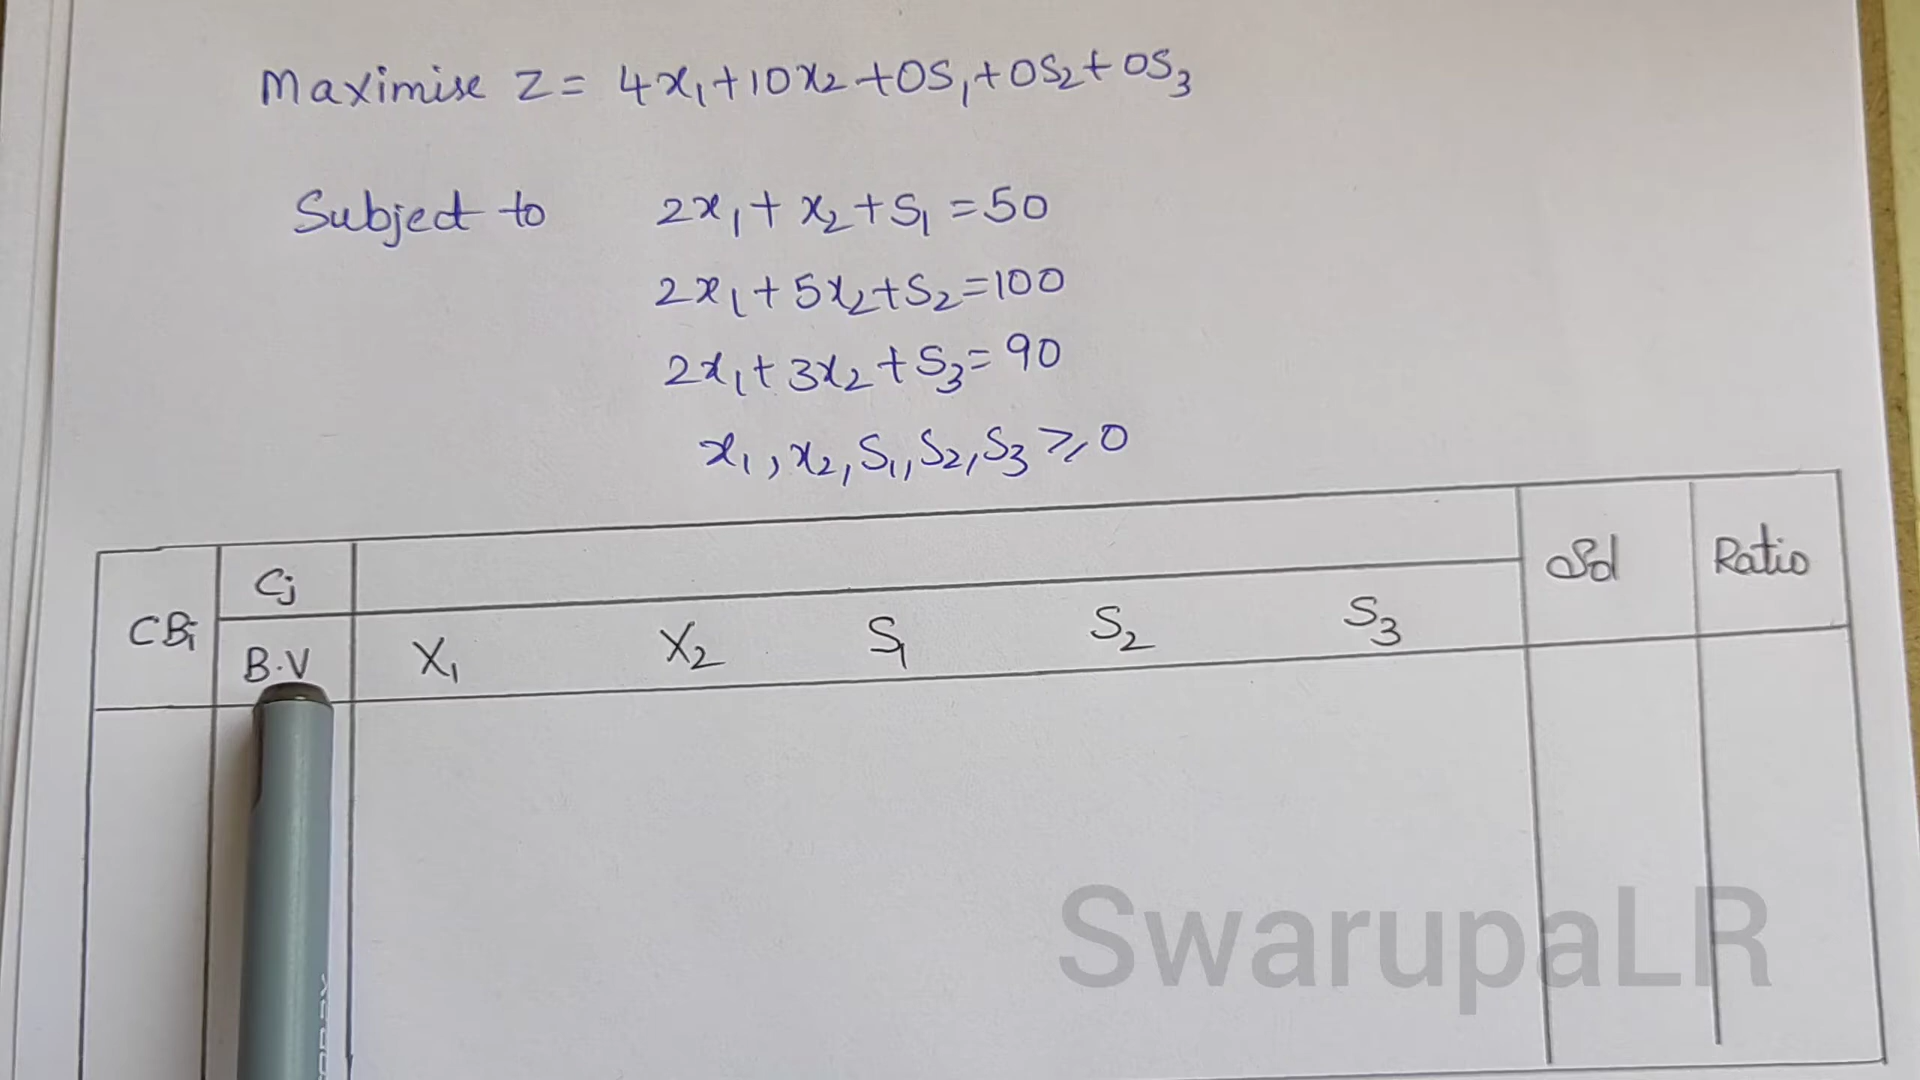 Maximise Z = 4x₁+10x₂+0S₁+0S₂+0S₃
Subject to 2x₁+x₂+S₁=50
2x₁+5x₂+S₂=100
2x₁+3x₂+S₃=90
x₁,x₂,S₁,S₂,S₃≥0
CBi Cj Sol Ratio
B.V X₁ X₂ S₁ S₂ S₃
SwarupaLR